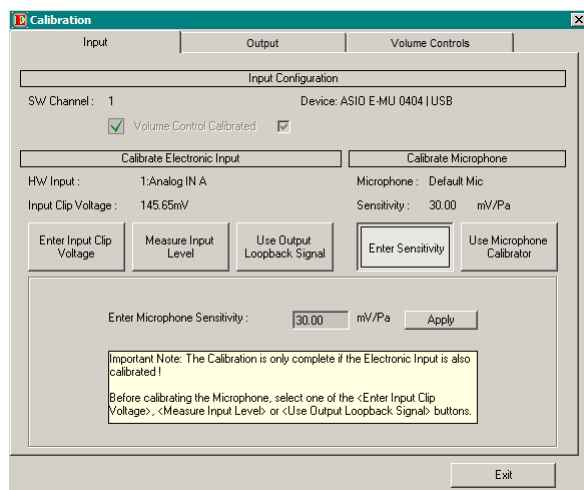 Calibration
Input Output Volume Controls
Input Configuration
SW Channel : 1 Device: ASIO E-MU 0404 | USB
Volume Control Calibrated
Calibrate Electronic Input Calibrate Microphone
HW Input : 1:Analog IN A Microphone : Default Mic
Input Clip Voltage : 145.65mV Sensitivity : 30.00 mV/Pa
Enter Input Clip Voltage Measure Input Level Use Output Loopback Signal Enter Sensitivity Use Microphone Calibrator
Enter Microphone Sensitivity : 30.00 mV/Pa Apply
Important Note: The Calibration is only complete if the Electronic Input is also
calibrated !
Before calibrating the Microphone, select one of the <Enter Input Clip
Voltage>, <Measure Input Level> or <Use Output Loopback Signal> buttons.
Exit